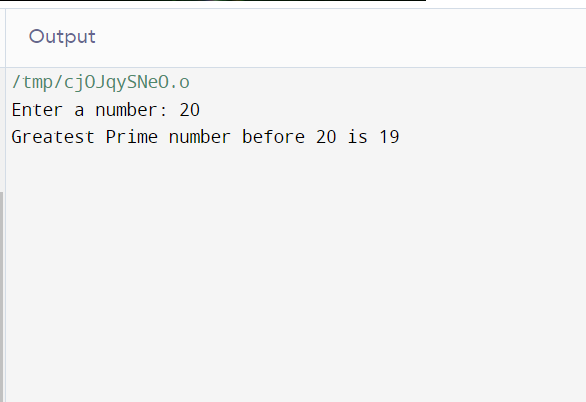 Output
/tmp/cjOJqySNeO.o
Enter a number: 20
Greatest Prime number before 20 is 19